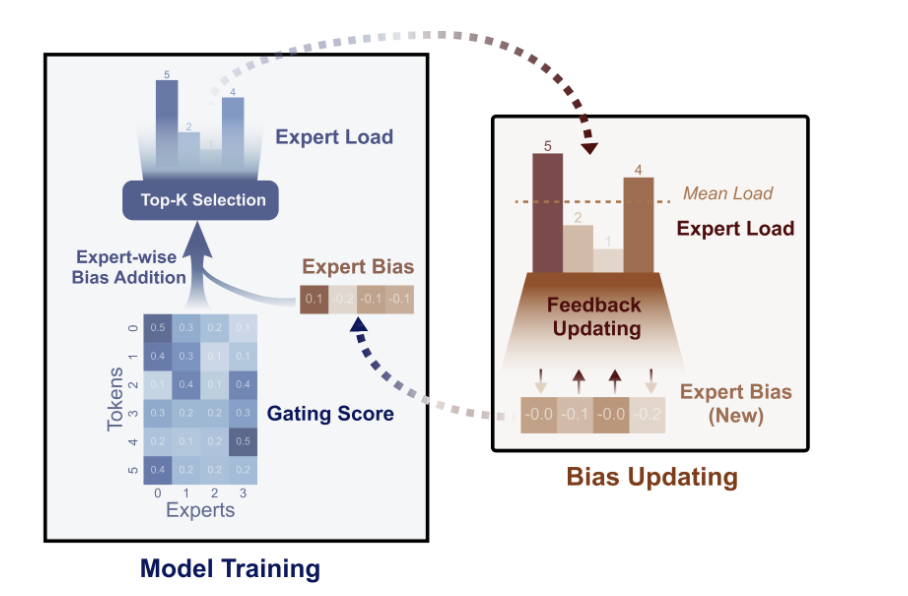 5
4
2
1
Expert Load
Top-K Selection
Expert-wise
Bias Addition
Expert Bias
0.1 -0.2 -0.1 -0.1
Tokens
0 0.5 0.3 0.2 0.1
1 0.4 0.3 0.1 0.1
2 0.1 0.4 0.1 0.4
3 0.3 0.2 0.2 0.3
4 0.2 0.1 0.2 0.5
5 0.4 0.2 0.2 0.2
0 1 2 3
Experts
Gating Score
Model Training
5
4
2
1
Mean Load
Expert Load
Feedback
Updating
-0.0 -0.1 -0.0 -0.2
Expert Bias
(New)
Bias Updating